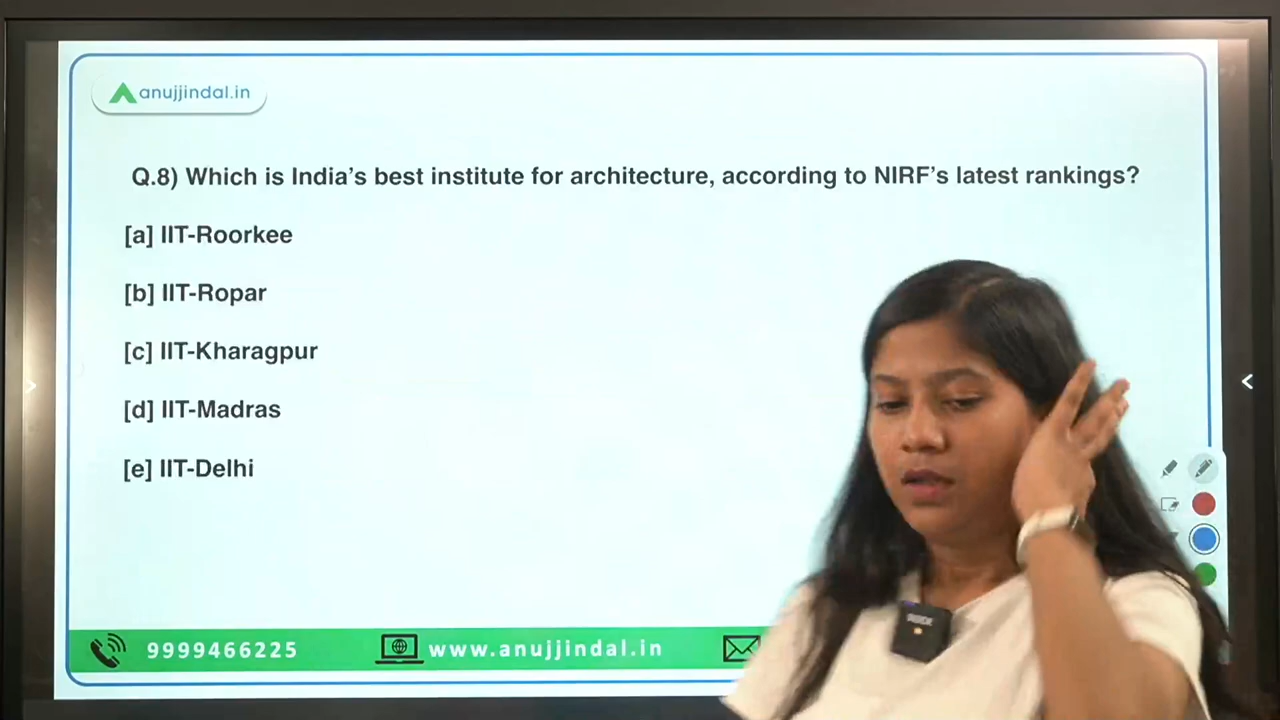 anujjindal.in
Q.8) Which is India's best institute for architecture, according to NIRF's latest rankings?
[a] IIT-Roorkee
[b] IIT-Ropar
[c] IIT-Kharagpur
[d] IIT-Madras
[e] IIT-Delhi
9999466225
www.anujjindal.in